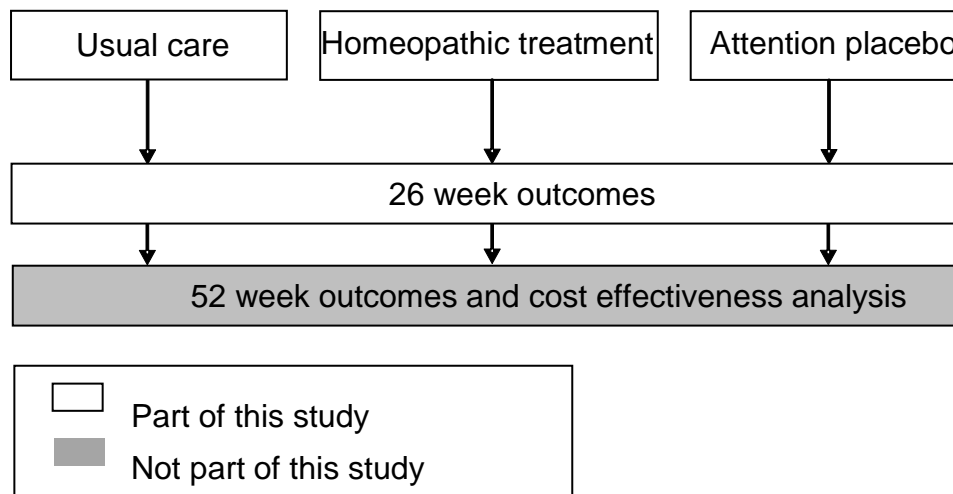 Usual care
Homeopathic treatment
Attention placebo
26 week outcomes
52 week outcomes and cost effectiveness analysis
Part of this study
Not part of this study